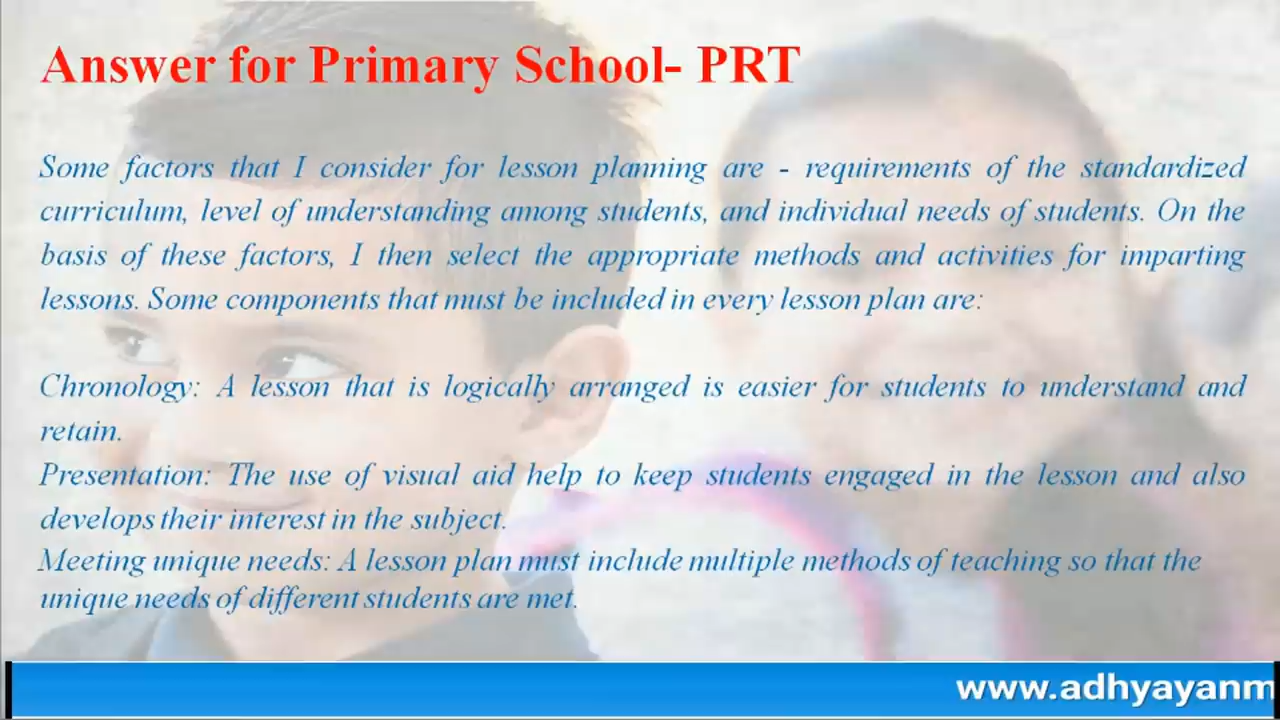 Answer for Primary School- PRT
Some factors that I consider for lesson planning are - requirements of the standardized
curriculum, level of understanding among students, and individual needs of students. On the
basis of these factors, I then select the appropriate methods and activities for imparting
lessons. Some components that must be included in every lesson plan are:
Chronology: A lesson that is logically arranged is easier for students to understand and
retain.
Presentation: The use of visual aid help to keep students engaged in the lesson and also
develops their interest in the subject.
Meeting unique needs: A lesson plan must include multiple methods of teaching so that the
unique needs of different students are met.
www.adhyayanm